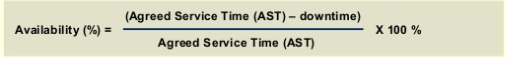 (Agreed Service Time (AST) – downtime)
Availability (%) = X 100 %
Agreed Service Time (AST)